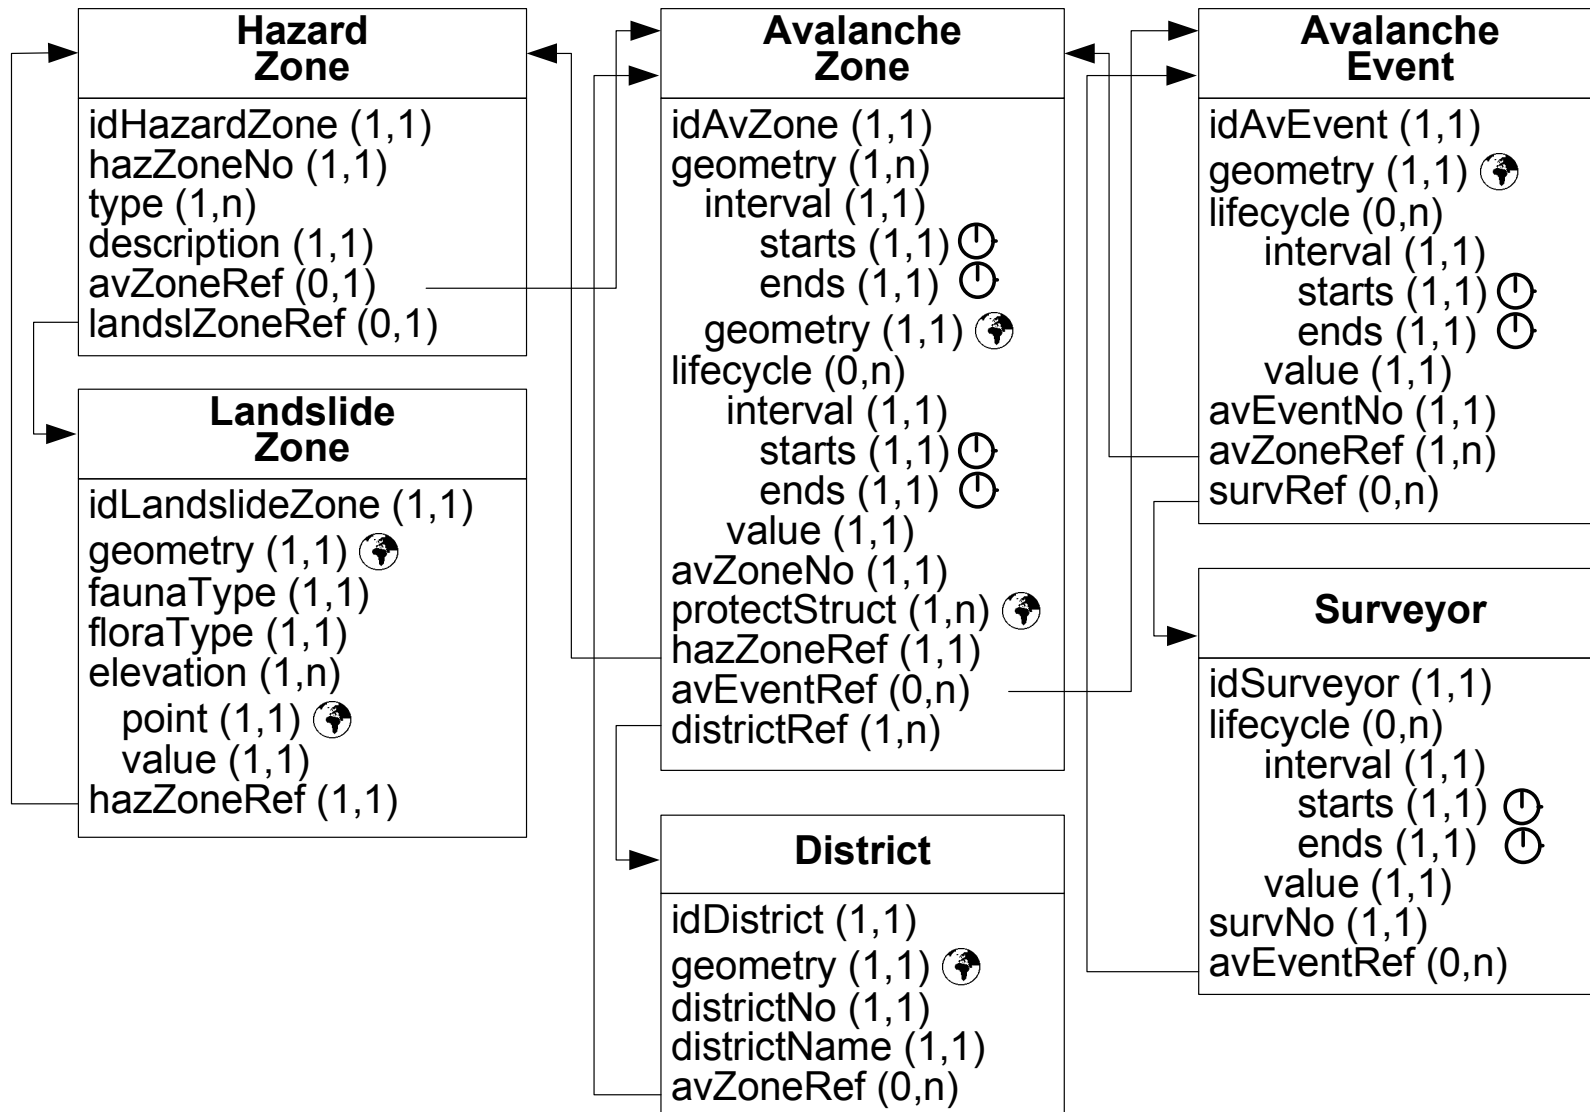 Hazard
Zone
idHazardZone (1,1)
hazZoneNo (1,1)
type (1,n)
description (1,1)
avZoneRef (0,1)
landslZoneRef (0,1)
Landslide
Zone
idLandslideZone (1,1)
geometry (1,1)
faunaType (1,1)
floraType (1,1)
elevation (1,n)
point (1,1)
value (1,1)
hazZoneRef (1,1)
Avalanche
Zone
idAvZone (1,1)
geometry (1,n)
interval (1,1)
starts (1,1)
ends (1,1)
geometry (1,1)
lifecycle (0,n)
interval (1,1)
starts (1,1)
ends (1,1)
value (1,1)
avZoneNo (1,1)
protectStruct (1,n)
hazZoneRef (1,1)
avEventRef (0,n)
districtRef (1,n)
District
idDistrict (1,1)
geometry (1,1)
districtNo (1,1)
districtName (1,1)
avZoneRef (0,n)
Avalanche
Event
idAvEvent (1,1)
geometry (1,1)
lifecycle (0,n)
interval (1,1)
starts (1,1)
ends (1,1)
value (1,1)
avEventNo (1,1)
avZoneRef (1,n)
survRef (0,n)
Surveyor
idSurveyor (1,1)
lifecycle (0,n)
interval (1,1)
starts (1,1)
ends (1,1)
value (1,1)
survNo (1,1)
avEventRef (0,n)